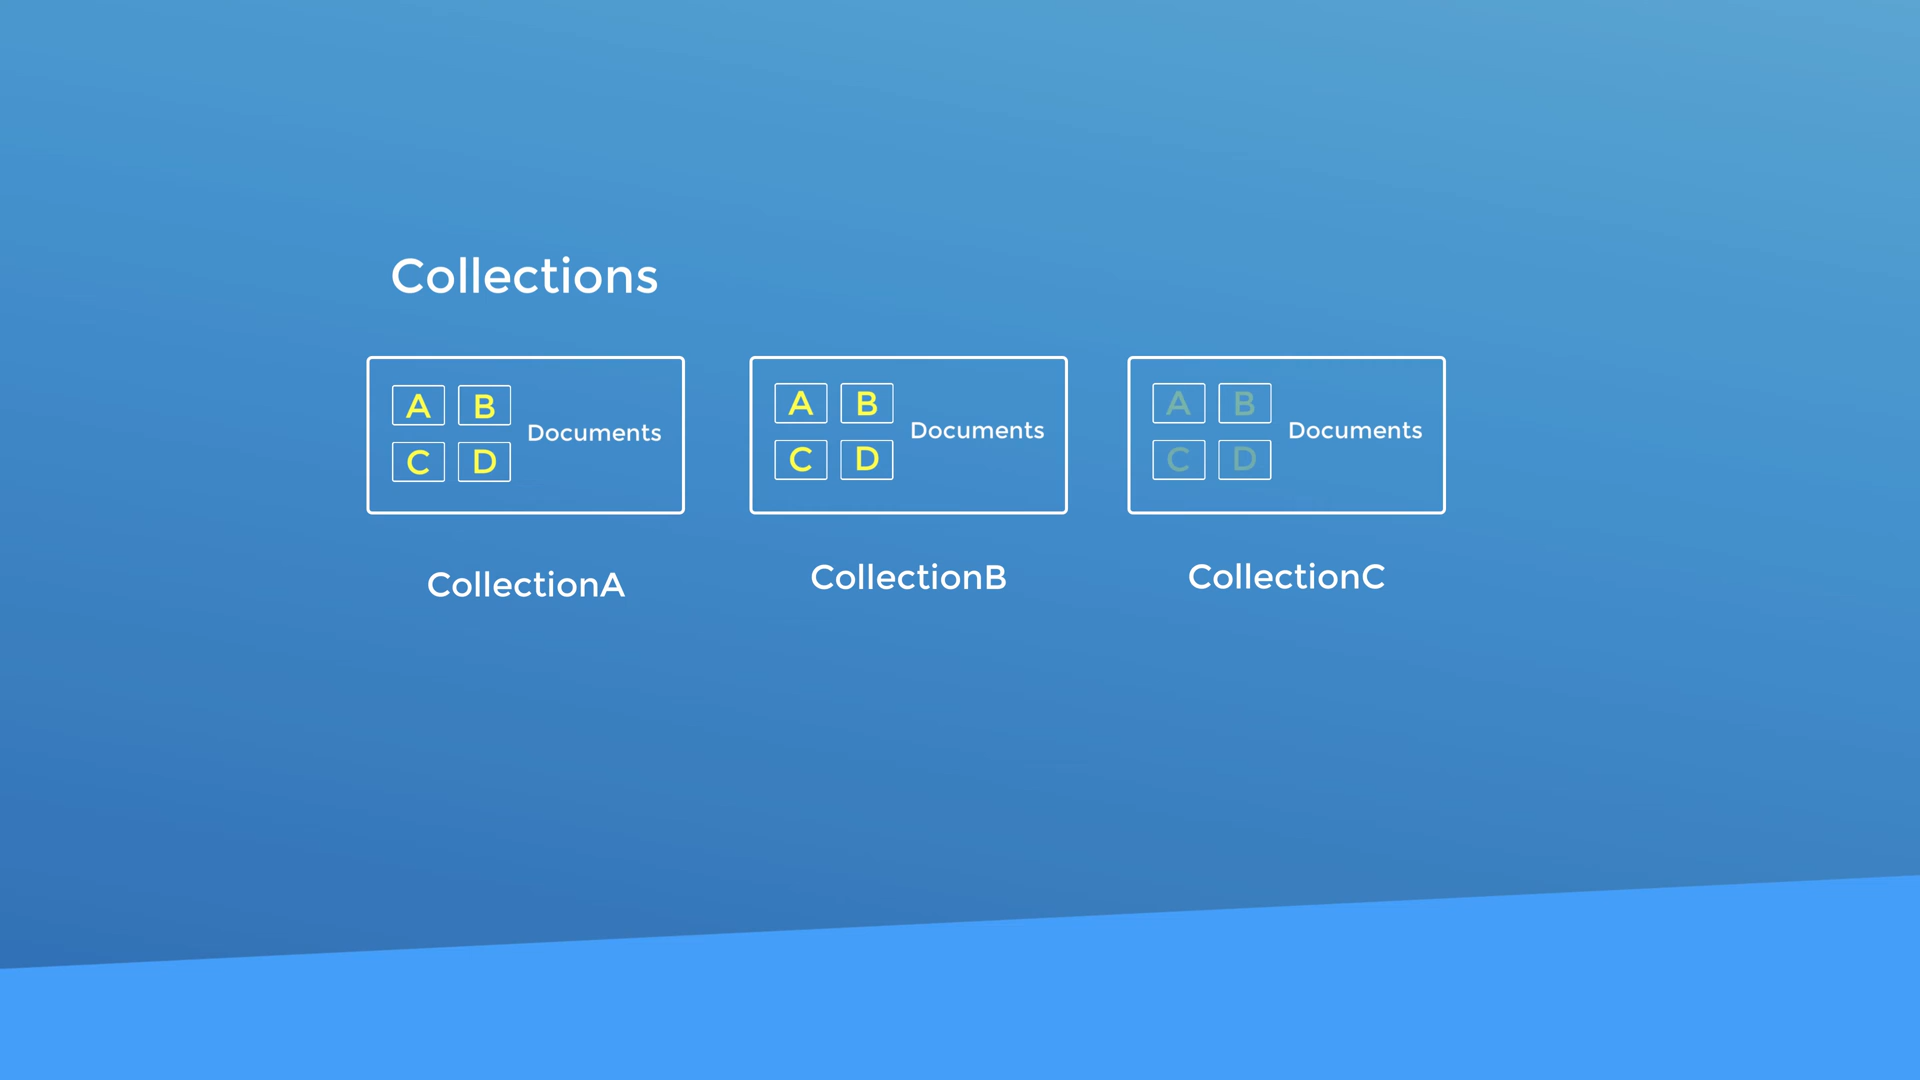 Collections
A B
Documents
C D
CollectionA
A B
Documents
C D
CollectionB
A B
Documents
C D
CollectionC